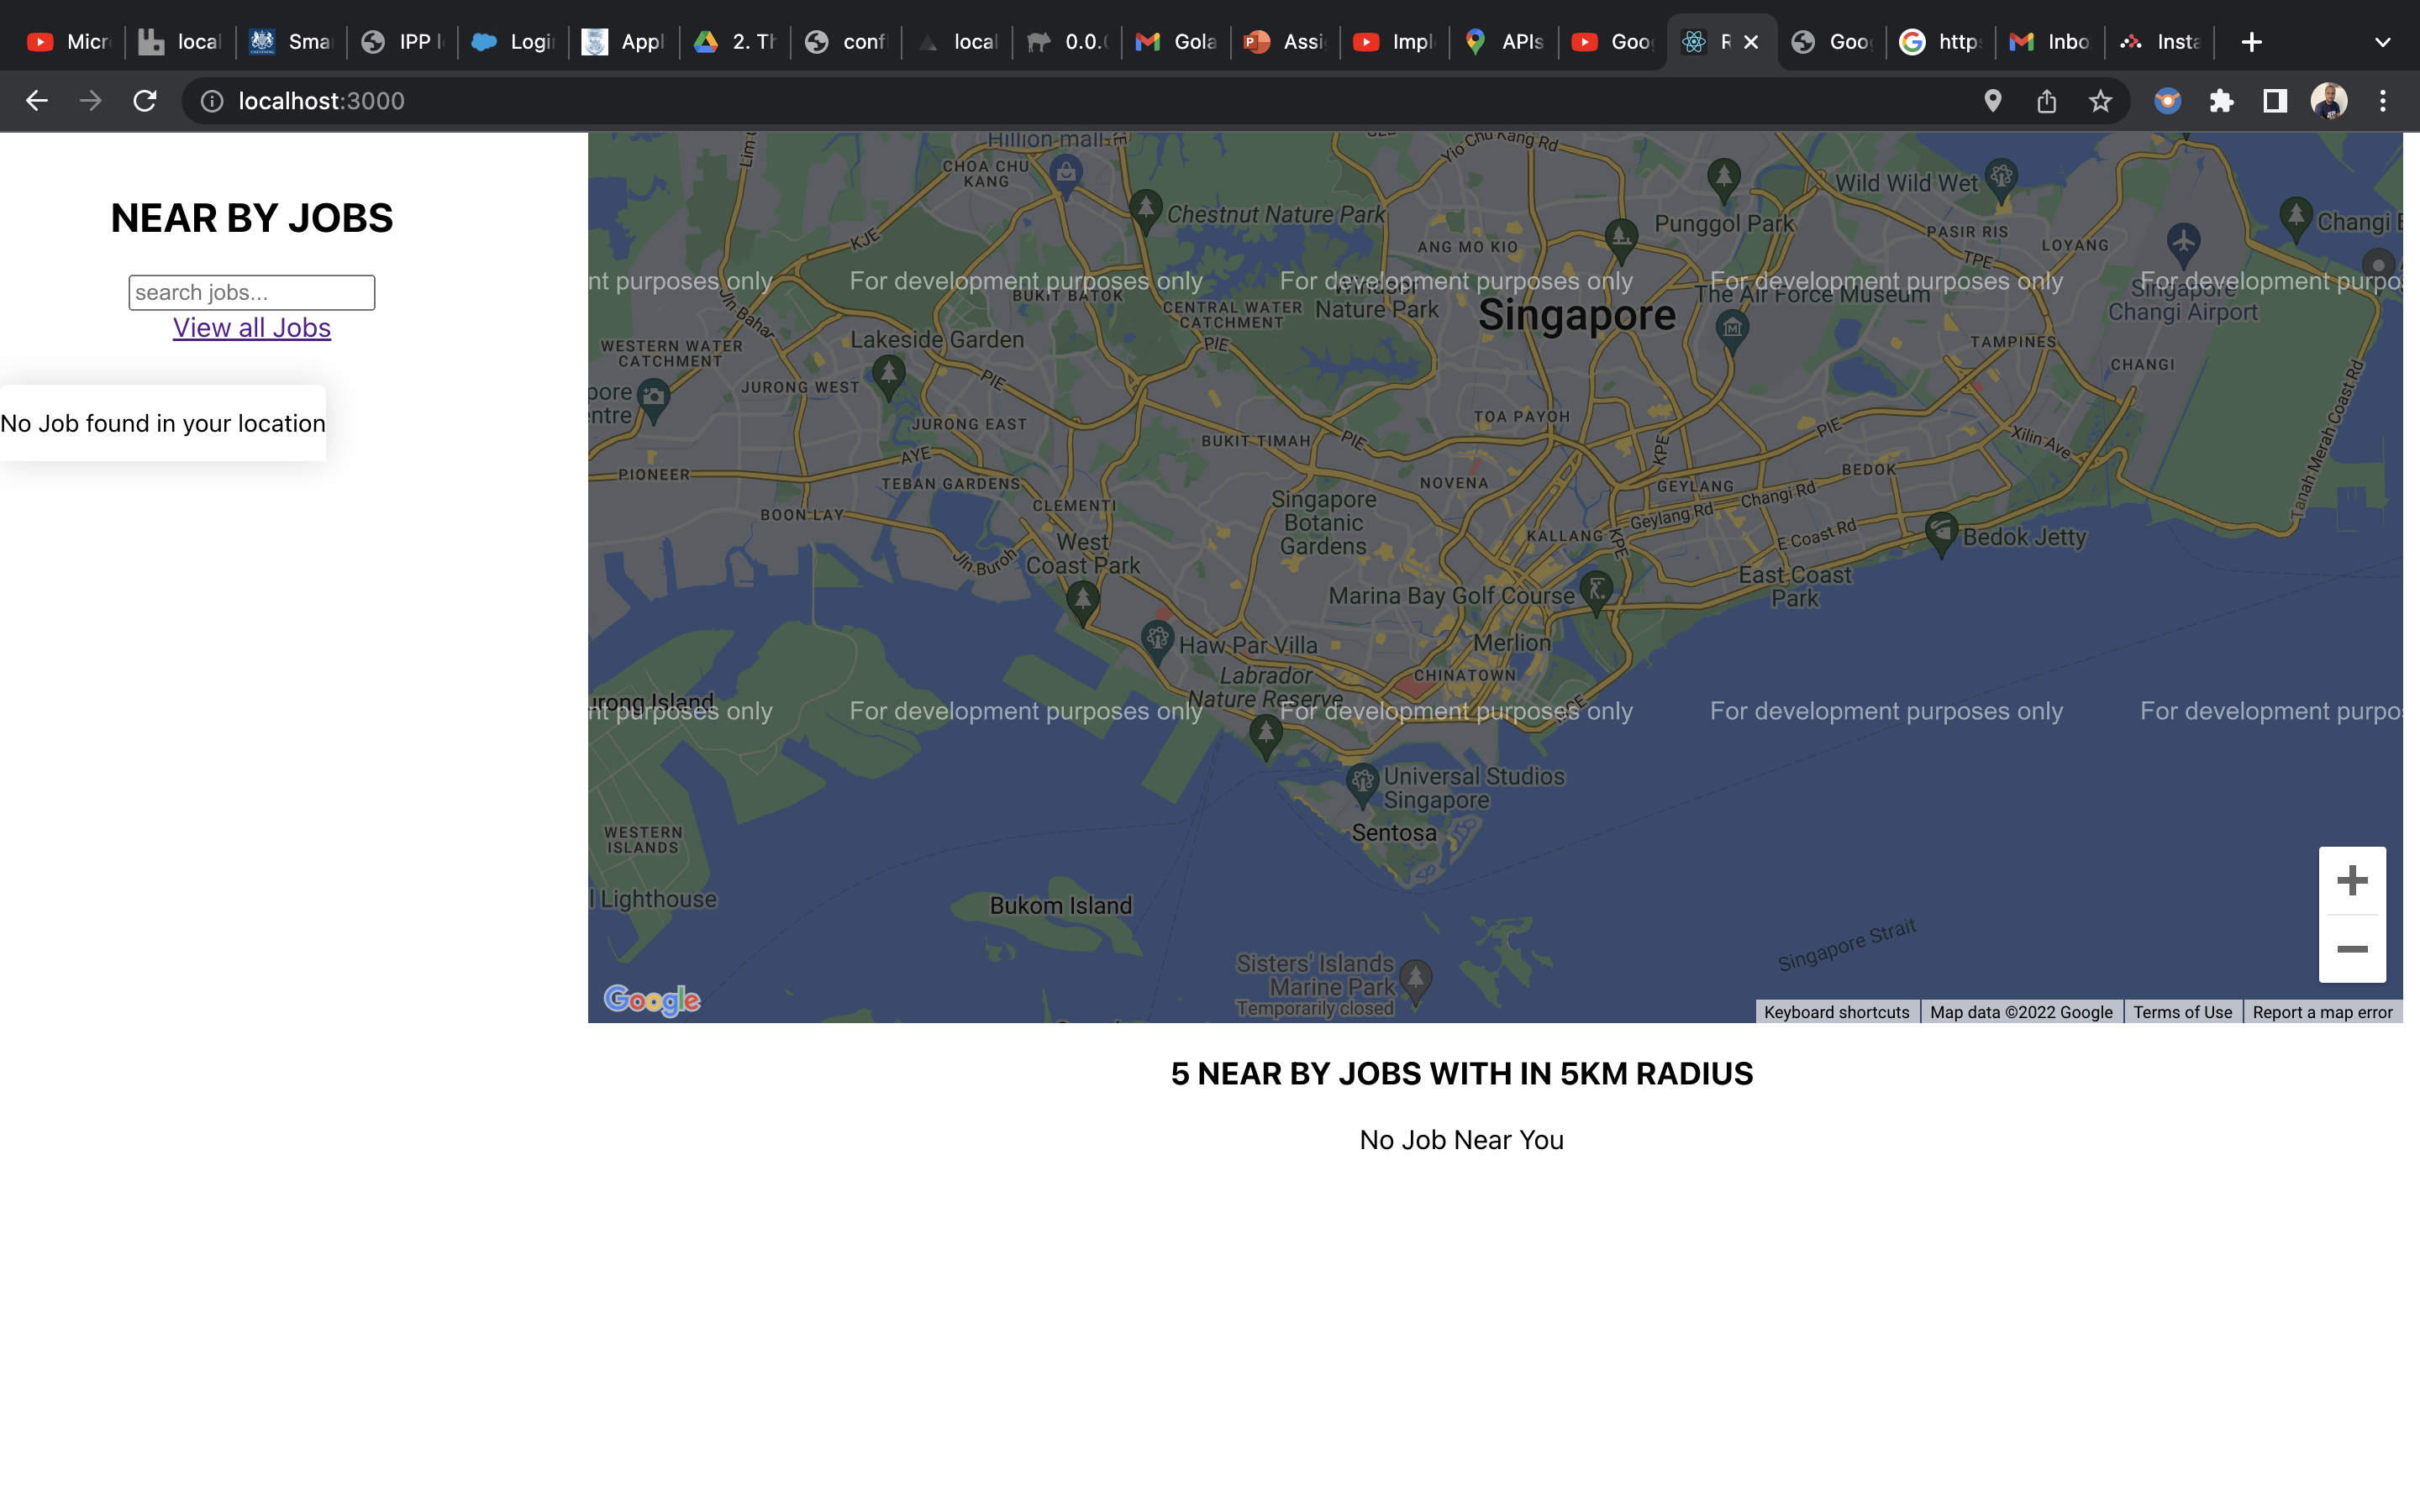 Micr
local
Sma
IPP
Logi
Appl
2. Th
conf
local
0.0.
Gola
Assi
Impl
APIs
Goo
R
Goo
http
Inbo
Insta
localhost:3000
NEAR BY JOBS
search jobs...
View all Jobs
No Job found in your location
Hillion mall
CHOA CHU
KANG
Yio Chu Kang Rd
Chestnut Nature Park
Wild Wild Wet
Punggol Park
Changi
ANG MO KIO
PASIR RIS
LOYANG
KJE
TPE
nt purposes only
For development purposes only
For development purposes only
For development purposes only
For development purpo
BUKIT BATOK
Windsor
Nature Park
The Air Force Museum
Singapore
Changi Airport
Jln Bahar
CENTRAL WATER
CATCHMENT
Singapore
Lakeside Garden
WESTERN WATER
CATCHMENT
PIE
TAMPINES
CHANGI
PIE
JURONG WEST
pore
entre
Tanah Merah Coast Rd
JURONG EAST
TOA PAYOH
BUKIT TIMAH
PIE
KPE
PIE
Xilin Ave
AYE
PIONEER
BEDOK
TEBAN GARDENS
NOVENA
GEYLANG
Changi Rd
Singapore
Botanic
Gardens
CLEMENTI
BOON LAY
Geylang Rd
KALLANG
KPE
E Coast Rd
Bedok Jetty
West
Coast Park
Jln Buroh
East Coast
Park
Marina Bay Golf Course
Haw Par Villa
Merlion
Labrador
Nature Reserve
CHINATOWN
urong Island
nt purposes only
For development purposes only
For development purposes only
For development purposes only
For development purpo
Universal Studios
Singapore
Sentosa
WESTERN
ISLANDS
l Lighthouse
Bukom Island
Singapore Strait
Sisters' Islands
Marine Park
Temporarily closed
Google
Keyboard shortcuts
Map data ©2022 Google
Terms of Use
Report a map error
5 NEAR BY JOBS WITH IN 5KM RADIUS
No Job Near You